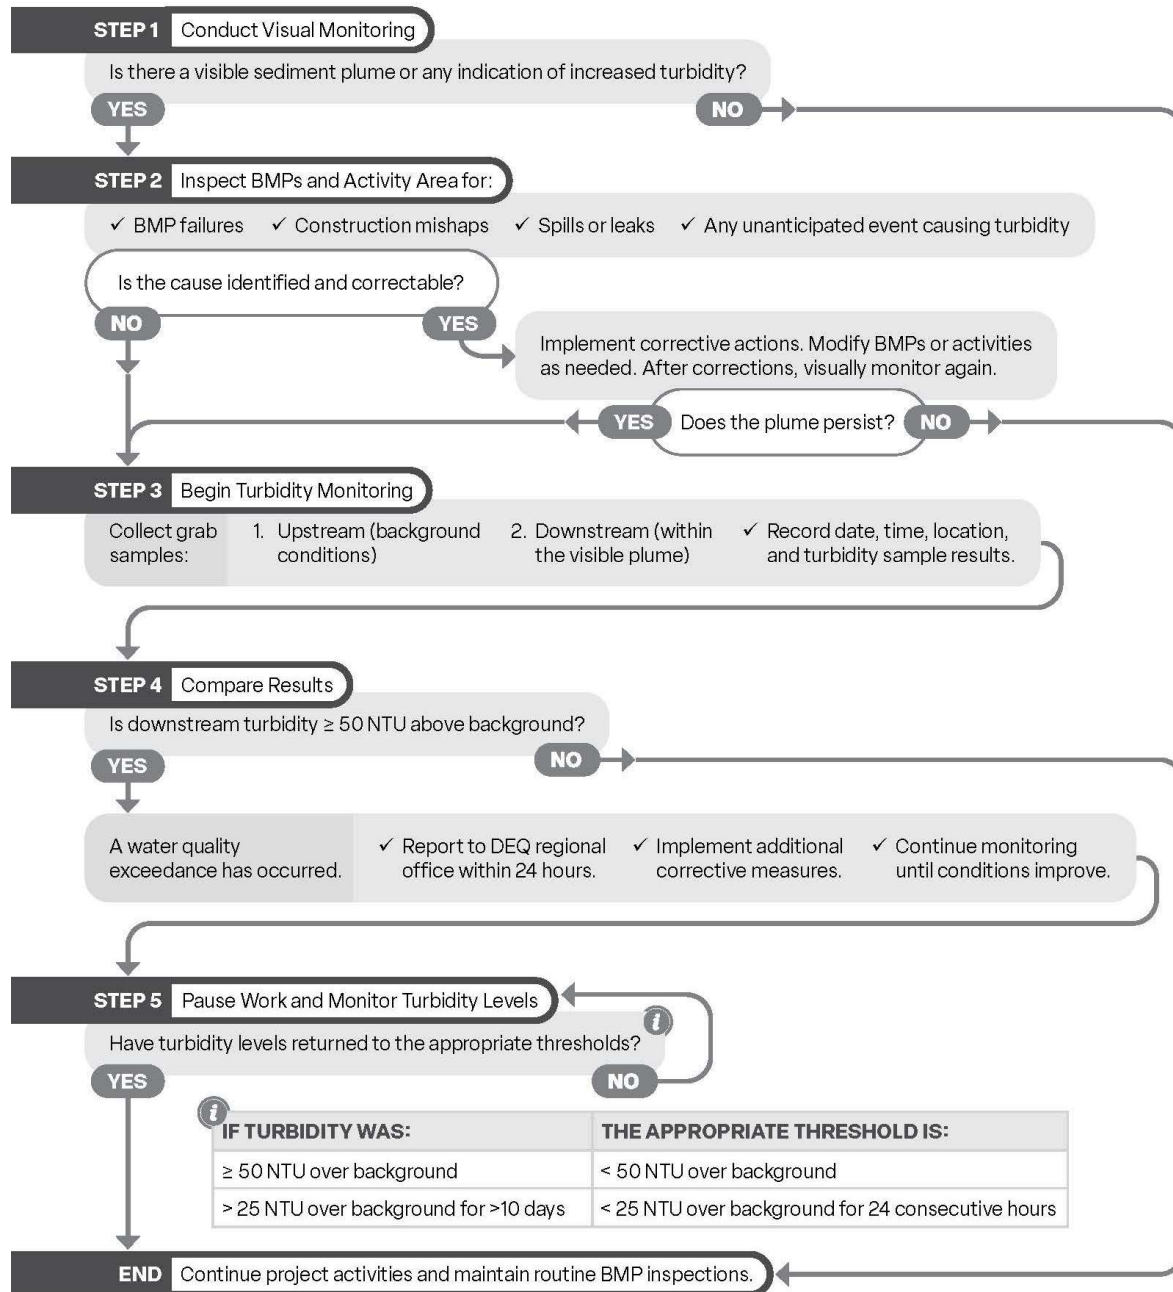 STEP 1 Conduct Visual Monitoring
Is there a visible sediment plume or any indication of increased turbidity?
YES NO
STEP 2 Inspect BMPs and Activity Area for:
✓ BMP failures ✓ Construction mishaps ✓ Spills or leaks ✓ Any unanticipated event causing turbidity
Is the cause identified and correctable?
NO YES
Implement corrective actions. Modify BMPs or activities
as needed. After corrections, visually monitor again.
YES Does the plume persist? NO
STEP 3 Begin Turbidity Monitoring
Collect grab
samples:
1. Upstream (background
conditions)
2. Downstream (within
the visible plume)
✓ Record date, time, location,
and turbidity sample results.
STEP 4 Compare Results
Is downstream turbidity ≥ 50 NTU above background?
YES NO
A water quality
exceedance has occurred.
✓ Report to DEQ regional
office within 24 hours.
✓ Implement additional
corrective measures.
✓ Continue monitoring
until conditions improve.
STEP 5 Pause Work and Monitor Turbidity Levels
i
Have turbidity levels returned to the appropriate thresholds?
YES NO
i
IF TURBIDITY WAS: THE APPROPRIATE THRESHOLD IS:
≥ 50 NTU over background < 50 NTU over background
> 25 NTU over background for >10 days < 25 NTU over background for 24 consecutive hours
END Continue project activities and maintain routine BMP inspections.